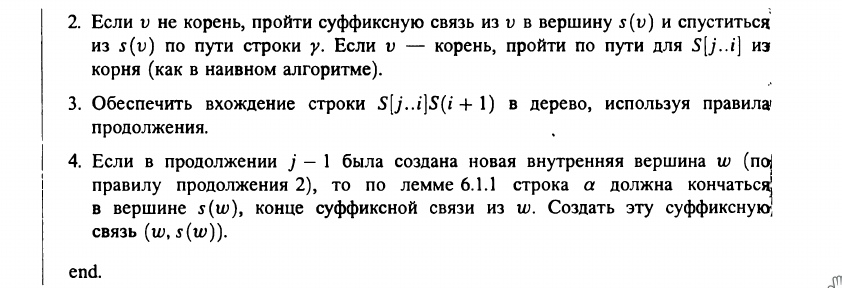 2. Если v не корень, пройти суффиксную связь из v в вершину s(v) и спуститься
из s(v) по пути строки γ. Если v — корень, пройти по пути для S[j..i] из
корня (как в наивном алгоритме).
3. Обеспечить вхождение строки S[j..i]S(i + 1) в дерево, используя правила
продолжения.
4. Если в продолжении j − 1 была создана новая внутренняя вершина w (по
правилу продолжения 2), то по лемме 6.1.1 строка α должна кончаться
в вершине s(w), конце суффиксной связи из w. Создать эту суффиксную
связь (w, s(w)).
end.